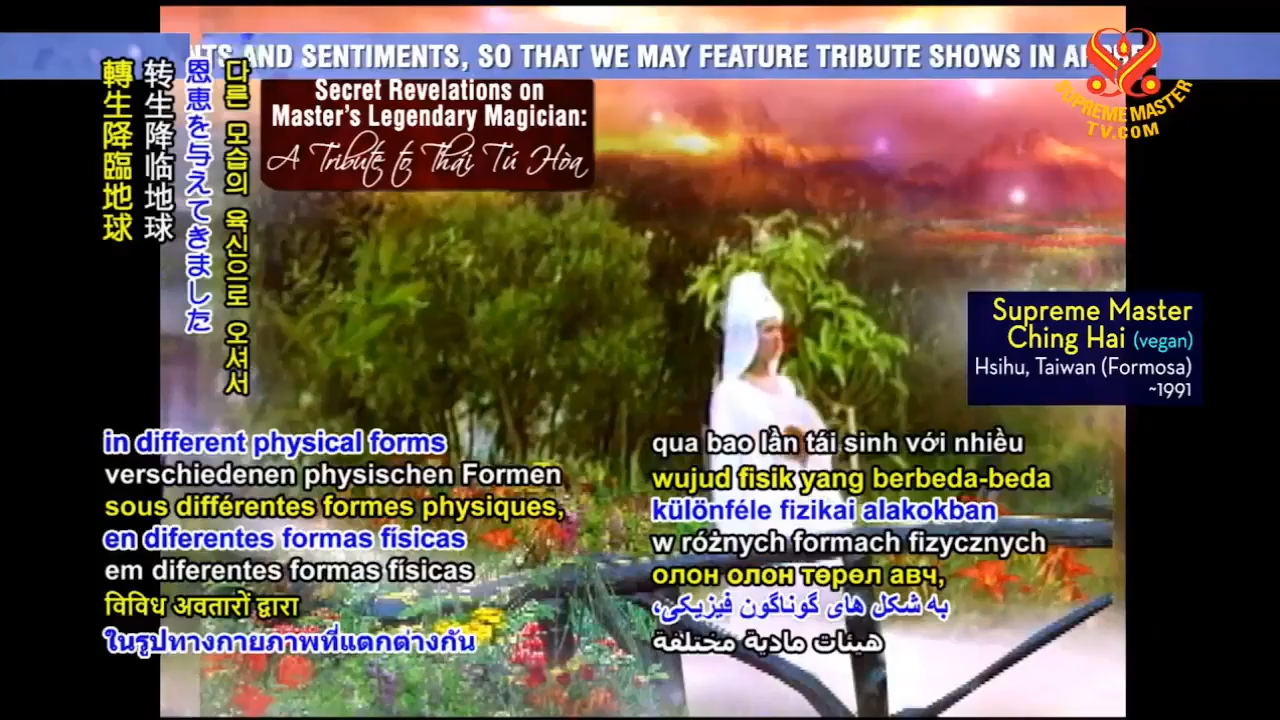 NTS AND SENTIMENTS, SO THAT WE MAY FEATURE TRIBUTE SHOWS IN
SUPREME MASTER
TV.COM
Secret Revelations on
Master's Legendary Magician:
A Tribute to Thái Tú Hòa
轉生降臨地球
转生降临地球
恩恵を与えてきました
다른 모습의 육신으로 오셔서
Supreme Master
Ching Hai (vegan)
Hsihu, Taiwan (Formosa)
~1991
in different physical forms
verschiedenen physischen Formen
sous différentes formes physiques,
en diferentes formas físicas
em diferentes formas físicas
विविध अवतारों द्वारा
ในรูปทางกายภาพที่แตกต่างกัน
qua bao lần tái sinh với nhiều
wujud fisik yang berbeda-beda
különféle fizikai alakokban
w różnych formach fizycznych
олон олон төрөл авч,
به شکل های گوناگون فیزیکی،
هيئات مادية مختلفة